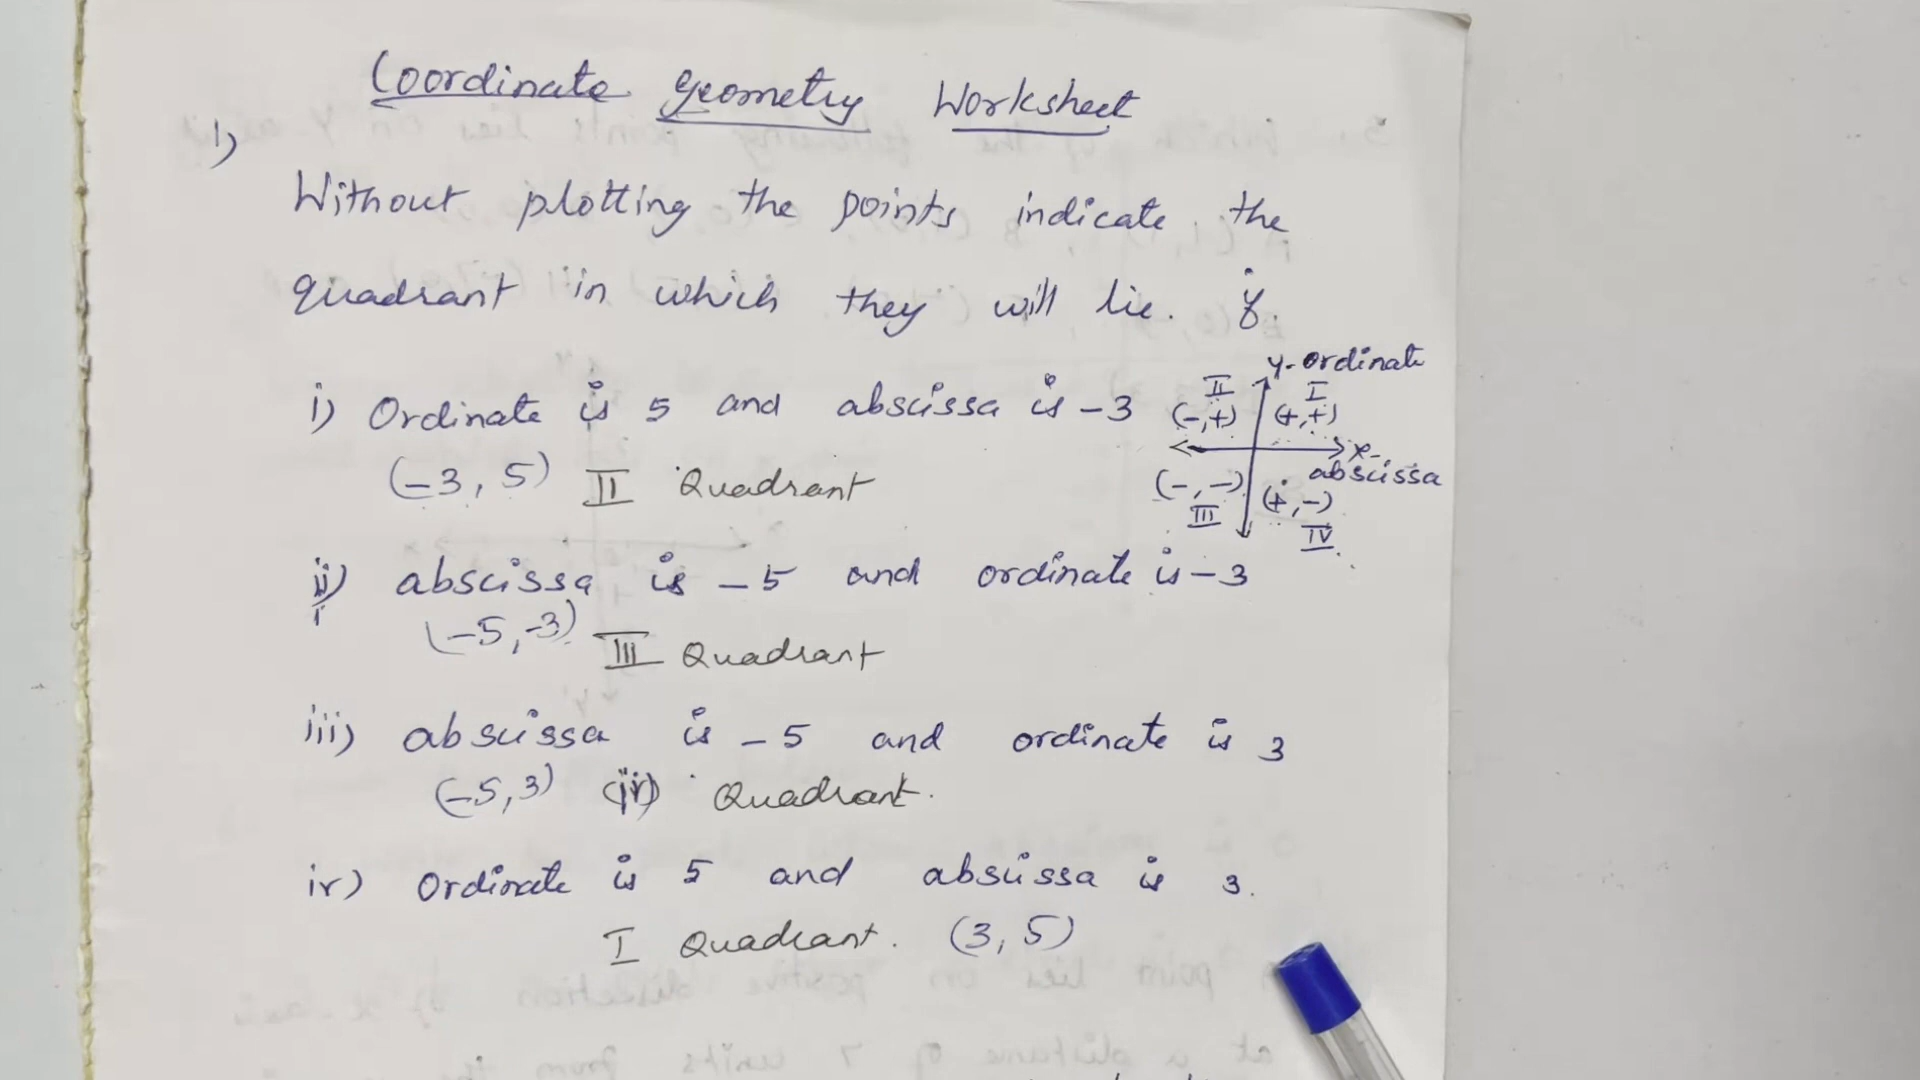 Coordinate geometry Worksheet
1)
Without plotting the points indicate the
quadrant in which they will lie. if.
y-ordinate
II I
i) Ordinate is 5 and abscissa is -3 (-,+) (+,+)
x-
abscissa
(-3, 5) II Quadrant (-,-) (+,-)
III IV
ii) abscissa is -5 and ordinate is -3
(-5,-3) III Quadrant
iii) abscissa is -5 and ordinate is 3
(-5,3) Quadrant.
iv) Ordinate is 5 and abscissa is 3.
I Quadrant. (3, 5)